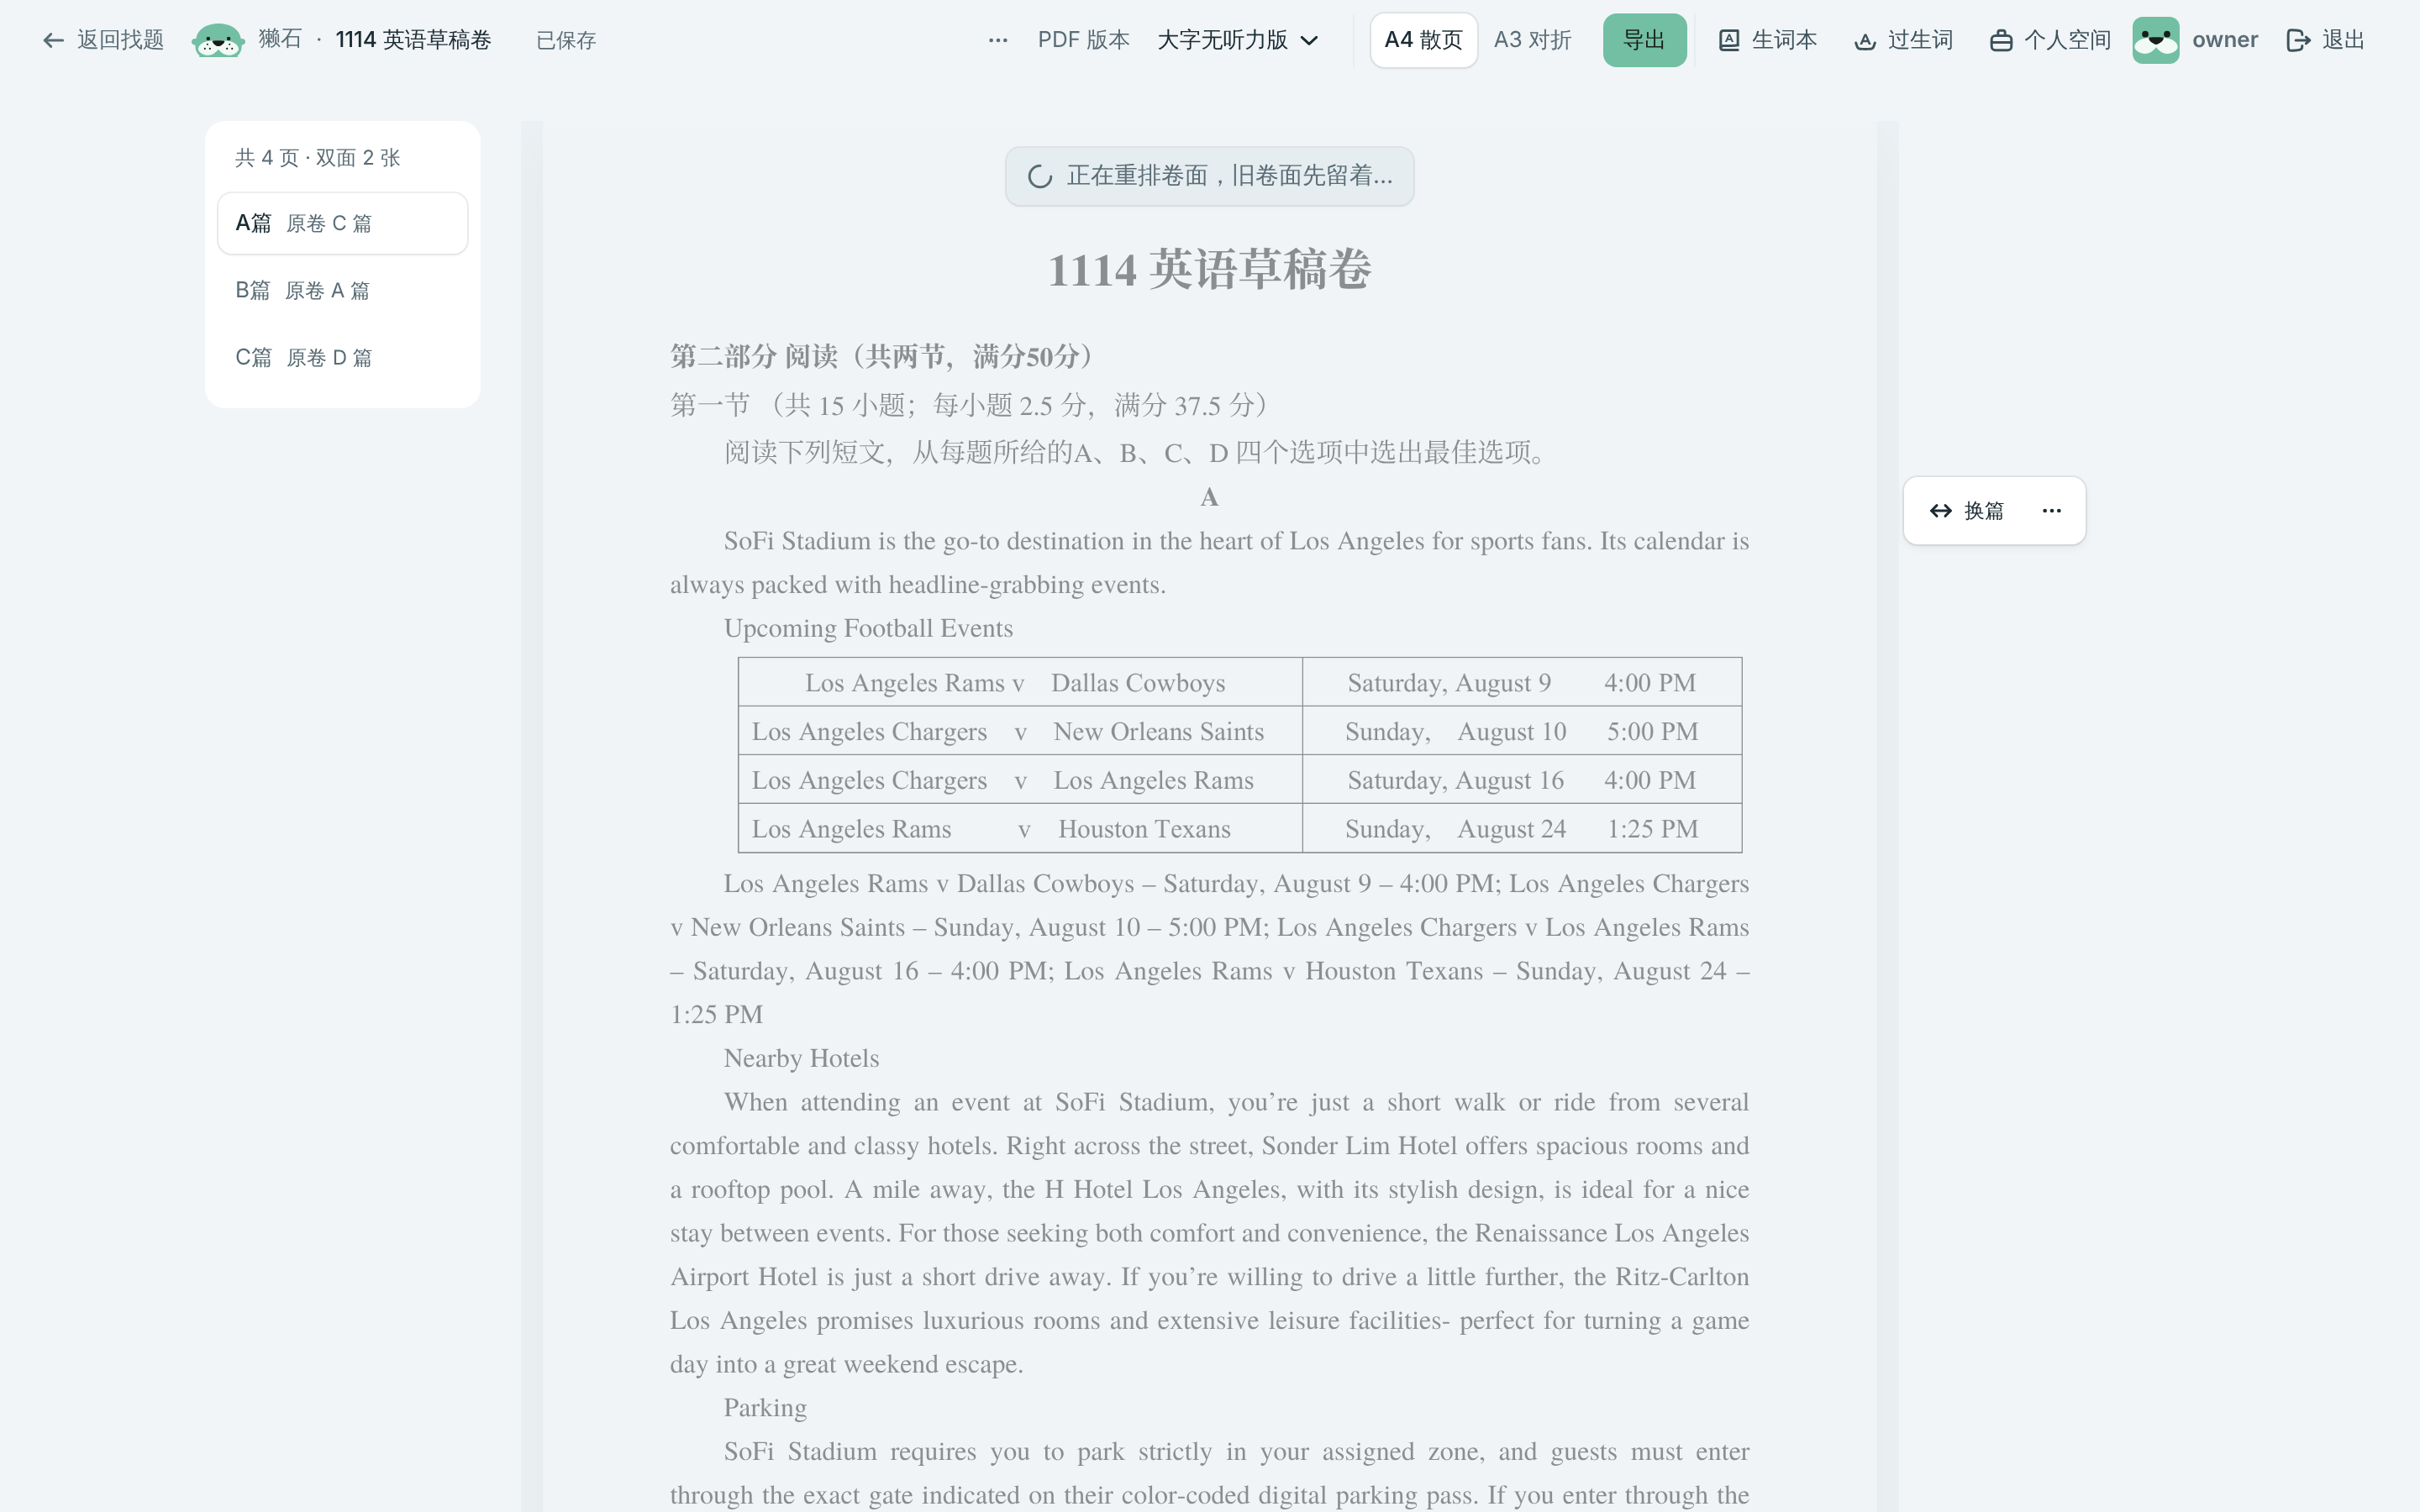 返回找题 獭石 · 1114 英语草稿卷 已保存 ··· PDF 版本 大字无听力版 A4 散页 A3 对折 导出 生词本 过生词 个人空间 owner 退出
共 4 页 · 双面 2 张
A篇 原卷 C 篇
B篇 原卷 A 篇
C篇 原卷 D 篇
正在重排卷面，旧卷面先留着...
1114 英语草稿卷
第二部分 阅读（共两节，满分50分）
第一节 （共 15 小题；每小题 2.5 分，满分 37.5 分）
阅读下列短文，从每题所给的A、B、C、D 四个选项中选出最佳选项。
A
换篇 ···
SoFi Stadium is the go-to destination in the heart of Los Angeles for sports fans. Its calendar is
always packed with headline-grabbing events.
Upcoming Football Events
Los Angeles Rams v Dallas Cowboys Saturday, August 9 4:00 PM
Los Angeles Chargers v New Orleans Saints Sunday, August 10 5:00 PM
Los Angeles Chargers v Los Angeles Rams Saturday, August 16 4:00 PM
Los Angeles Rams v Houston Texans Sunday, August 24 1:25 PM
Los Angeles Rams v Dallas Cowboys – Saturday, August 9 – 4:00 PM; Los Angeles Chargers
v New Orleans Saints – Sunday, August 10 – 5:00 PM; Los Angeles Chargers v Los Angeles Rams
– Saturday, August 16 – 4:00 PM; Los Angeles Rams v Houston Texans – Sunday, August 24 –
1:25 PM
Nearby Hotels
When attending an event at SoFi Stadium, you’re just a short walk or ride from several
comfortable and classy hotels. Right across the street, Sonder Lim Hotel offers spacious rooms and
a rooftop pool. A mile away, the H Hotel Los Angeles, with its stylish design, is ideal for a nice
stay between events. For those seeking both comfort and convenience, the Renaissance Los Angeles
Airport Hotel is just a short drive away. If you’re willing to drive a little further, the Ritz-Carlton
Los Angeles promises luxurious rooms and extensive leisure facilities- perfect for turning a game
day into a great weekend escape.
Parking
SoFi Stadium requires you to park strictly in your assigned zone, and guests must enter
through the exact gate indicated on their color-coded digital parking pass. If you enter through the